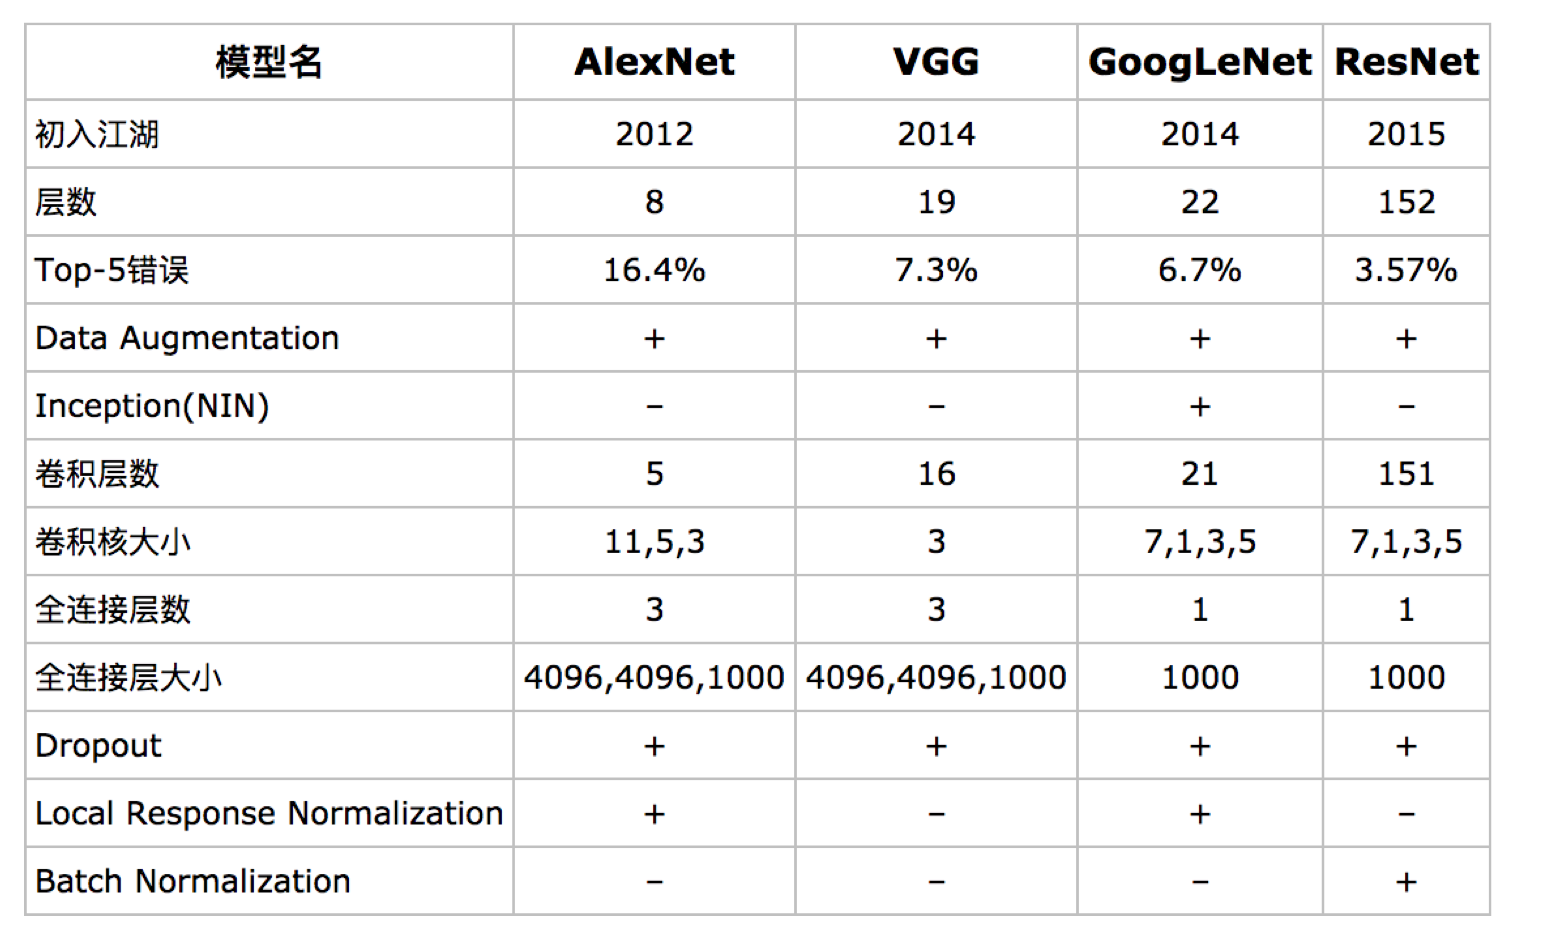 模型名 AlexNet VGG GoogLeNet ResNet
初入江湖 2012 2014 2014 2015
层数 8 19 22 152
Top-5错误 16.4% 7.3% 6.7% 3.57%
Data Augmentation + + + +
Inception(NIN) – – + –
卷积层数 5 16 21 151
卷积核大小 11,5,3 3 7,1,3,5 7,1,3,5
全连接层数 3 3 1 1
全连接层大小 4096,4096,1000 4096,4096,1000 1000 1000
Dropout + + + +
Local Response Normalization + – + –
Batch Normalization – – – +